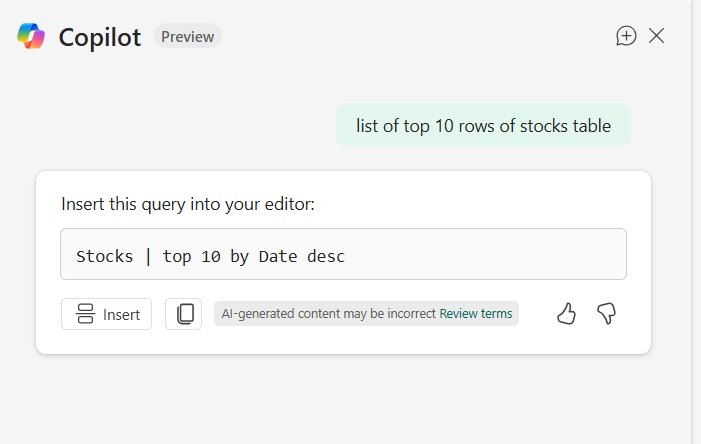 Copilot Preview
list of top 10 rows of stocks table
Insert this query into your editor:
Stocks | top 10 by Date desc
Insert AI-generated content may be incorrect Review terms